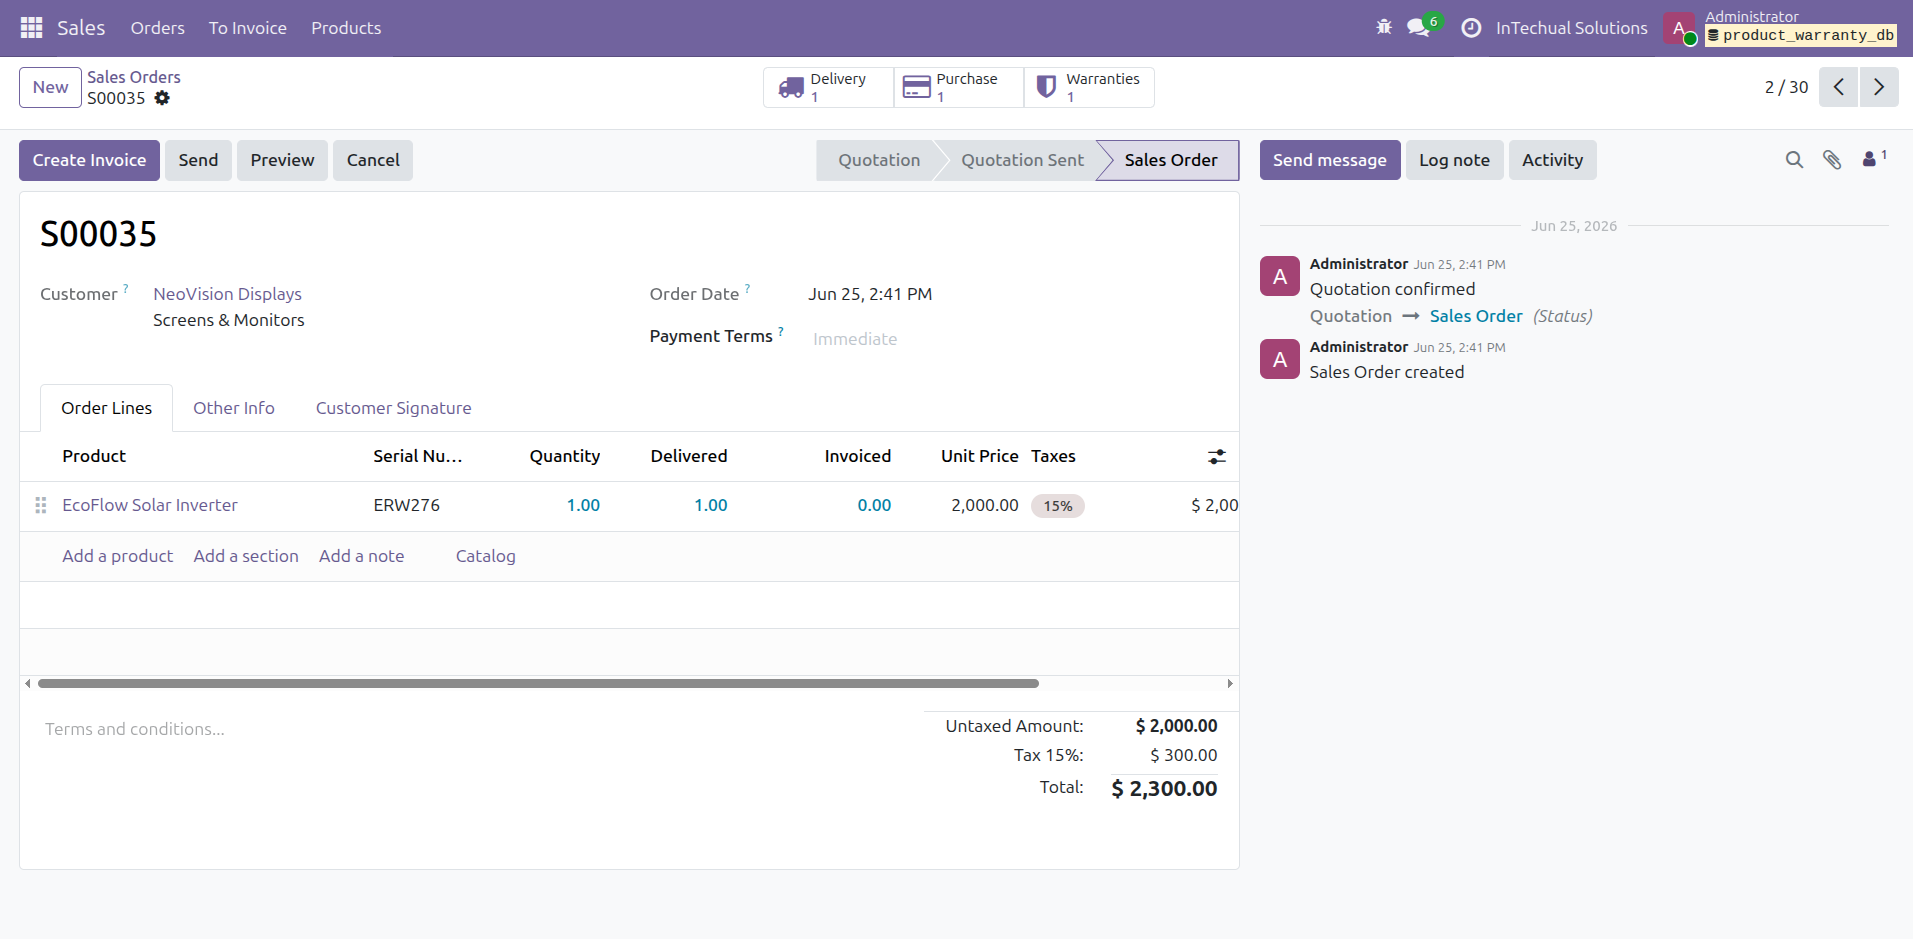 Sales Orders To Invoice Products 6 InTechual Solutions A Administrator
product_warranty_db
New Sales Orders
S00035
Delivery 1
Purchase 1
Warranties 1
2 / 30
Create Invoice Send Preview Cancel Quotation Quotation Sent Sales Order Send message Log note Activity 1
S00035
Customer ? NeoVision Displays
Screens & Monitors
Order Date ? Jun 25, 2:41 PM
Payment Terms ? Immediate
Order Lines Other Info Customer Signature
Product Serial Nu... Quantity Delivered Invoiced Unit Price Taxes
EcoFlow Solar Inverter ERW276 1.00 1.00 0.00 2,000.00 15% $ 2,00
Add a product Add a section Add a note Catalog
Terms and conditions...
Untaxed Amount: $ 2,000.00
Tax 15%: $ 300.00
Total: $ 2,300.00
Jun 25, 2026
A Administrator Jun 25, 2:41 PM
Quotation confirmed
Quotation → Sales Order (Status)
A Administrator Jun 25, 2:41 PM
Sales Order created